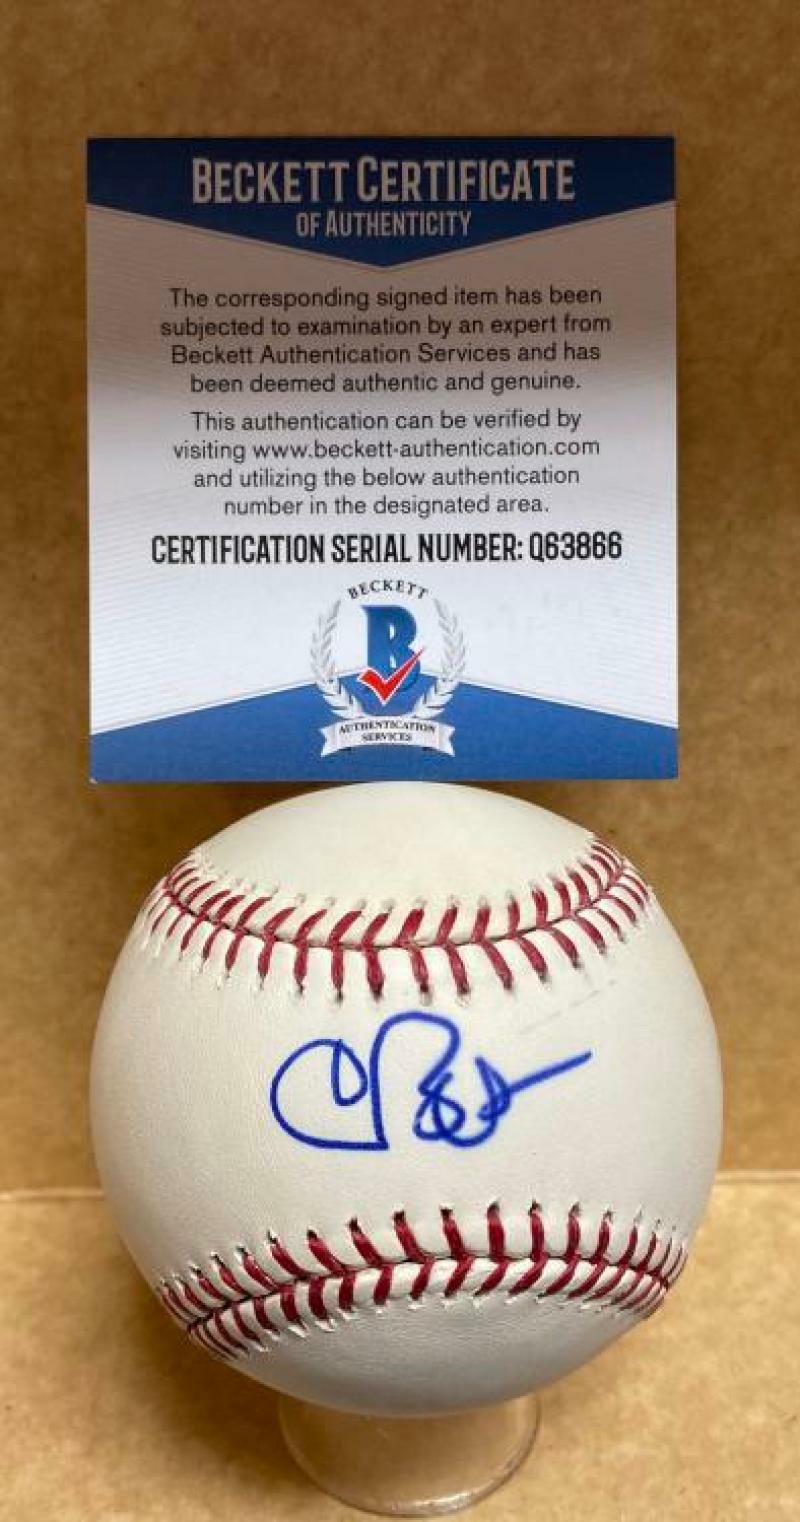 BECKETT CERTIFICATE
OF AUTHENTICITY
The corresponding signed item has been
subjected to examination by an expert from
Beckett Authentication Services and has
been deemed authentic and genuine.
This authentication can be verified by
visiting www.beckett-authentication.com
and utilizing the below authentication
number in the designated area.
CERTIFICATION SERIAL NUMBER: Q63866
BECKETT
B
AUTHENTICATION
SERVICES